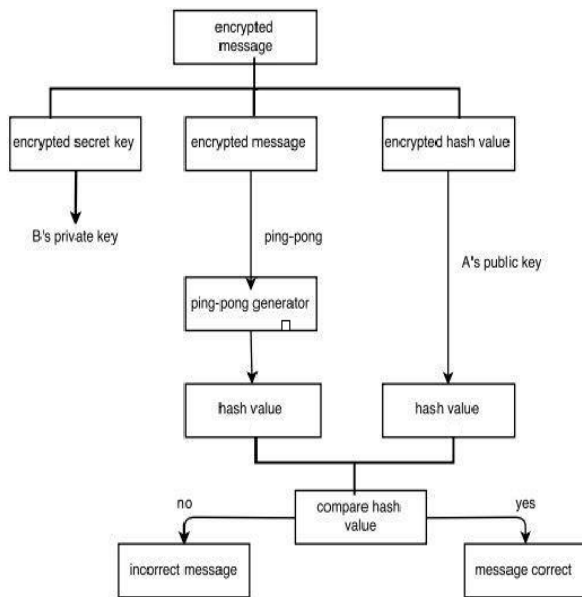 encrypted
message
encrypted secret key
encrypted message
encrypted hash value
B's private key
ping-pong
A's public key
ping-pong generator
hash value
hash value
no
compare hash
value
yes
incorrect message
message correct